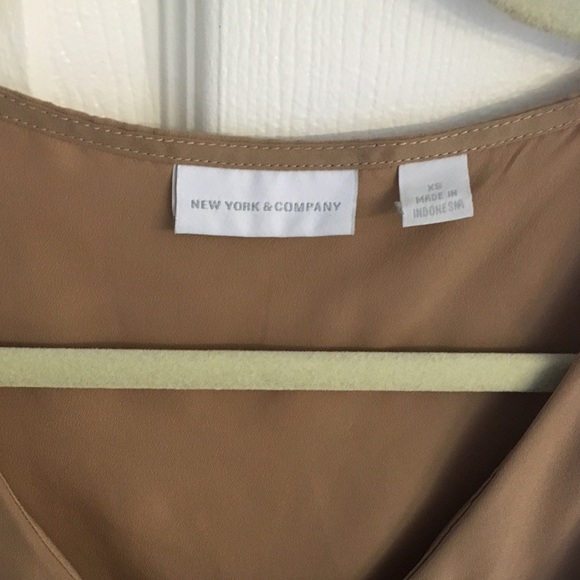 NEW YORK & COMPANY
XS
MADE IN
INDONESIA